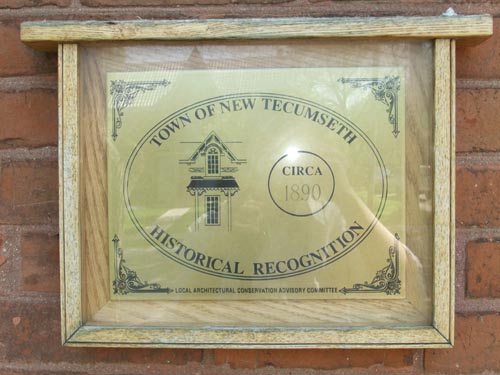 TOWN OF NEW TECUMSETH
CIRCA
1890
HISTORICAL RECOGNITION
LOCAL ARCHITECTURAL CONSERVATION ADVISORY COMMITTEE